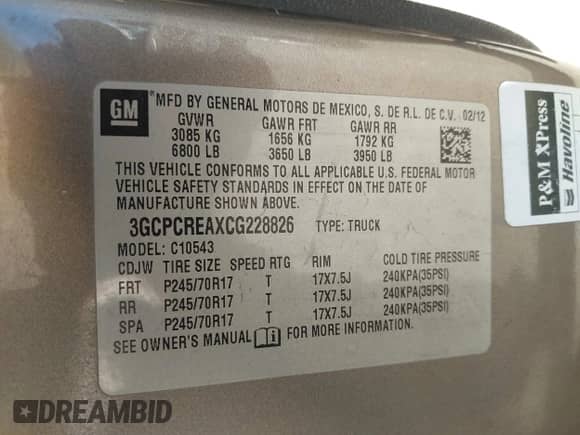 GM
®MFD BY GENERAL MOTORS DE MEXICO, S. DE R.L. DE C.V. 02/12
GVWR GAWR FRT GAWR RR
3085 KG 1656 KG 1792 KG
6800 LB 3650 LB 3950 LB
THIS VEHICLE CONFORMS TO ALL APPLICABLE U.S. FEDERAL MOTOR
VEHICLE SAFETY STANDARDS IN EFFECT ON THE DATE OF
MANUFACTURE SHOWN ABOVE.
3GCPCREAXCG228826 TYPE: TRUCK
MODEL: C10543
CDJW TIRE SIZE SPEED RTG RIM COLD TIRE PRESSURE
FRT P245/70R17 T 17X7.5J 240KPA(35PSI)
RR P245/70R17 T 17X7.5J 240KPA(35PSI)
SPA P245/70R17 T 17X7.5J 240KPA(35PSI)
SEE OWNER'S MANUAL FOR MORE INFORMATION.
P&M XPress
Havoline
DREAMBID